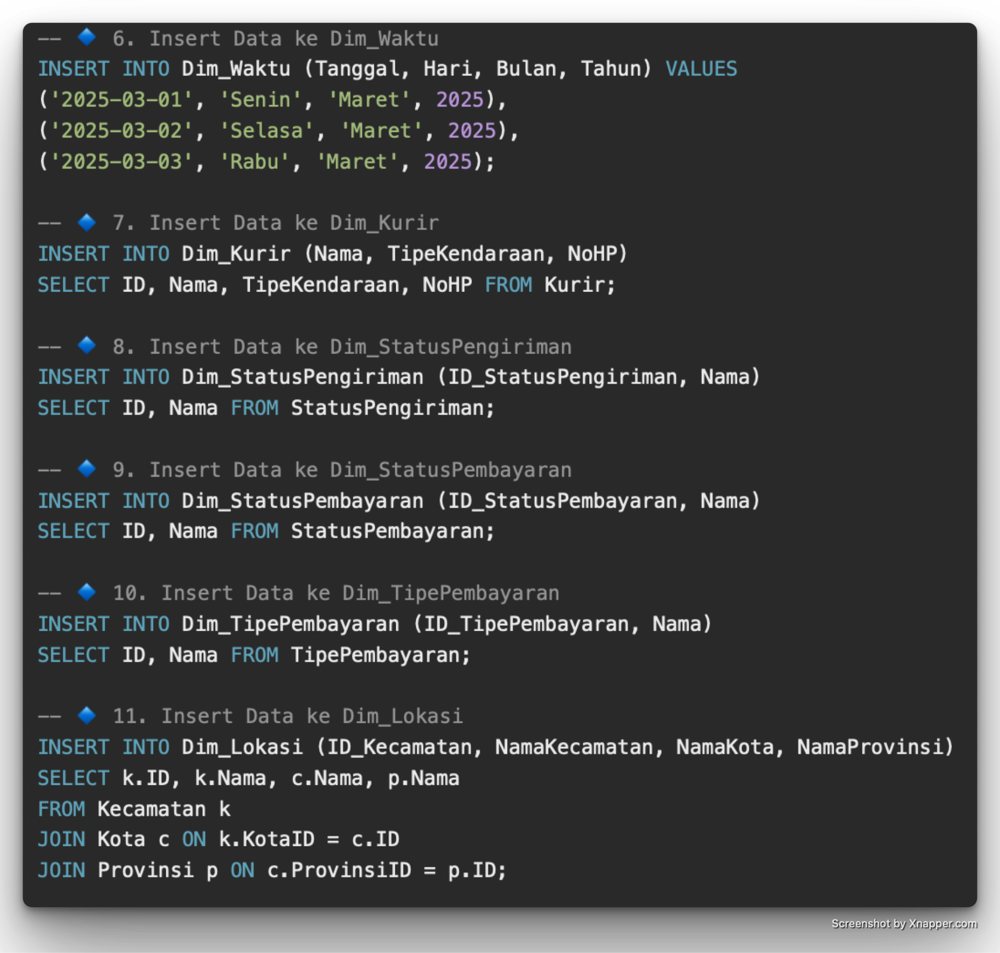 -- 🔷 6. Insert Data ke Dim_Waktu
INSERT INTO Dim_Waktu (Tanggal, Hari, Bulan, Tahun) VALUES
('2025-03-01', 'Senin', 'Maret', 2025),
('2025-03-02', 'Selasa', 'Maret', 2025),
('2025-03-03', 'Rabu', 'Maret', 2025);
-- 🔷 7. Insert Data ke Dim_Kurir
INSERT INTO Dim_Kurir (Nama, TipeKendaraan, NoHP)
SELECT ID, Nama, TipeKendaraan, NoHP FROM Kurir;
-- 🔷 8. Insert Data ke Dim_StatusPengiriman
INSERT INTO Dim_StatusPengiriman (ID_StatusPengiriman, Nama)
SELECT ID, Nama FROM StatusPengiriman;
-- 🔷 9. Insert Data ke Dim_StatusPembayaran
INSERT INTO Dim_StatusPembayaran (ID_StatusPembayaran, Nama)
SELECT ID, Nama FROM StatusPembayaran;
-- 🔷 10. Insert Data ke Dim_TipePembayaran
INSERT INTO Dim_TipePembayaran (ID_TipePembayaran, Nama)
SELECT ID, Nama FROM TipePembayaran;
-- 🔷 11. Insert Data ke Dim_Lokasi
INSERT INTO Dim_Lokasi (ID_Kecamatan, NamaKecamatan, NamaKota, NamaProvinsi)
SELECT k.ID, k.Nama, c.Nama, p.Nama
FROM Kecamatan k
JOIN Kota c ON k.KotaID = c.ID
JOIN Provinsi p ON c.ProvinsiID = p.ID;
Screenshot by Xnapper.com